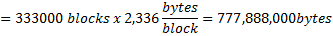 = 333000 blocks x 2,336 bytes/block = 777,888,000bytes